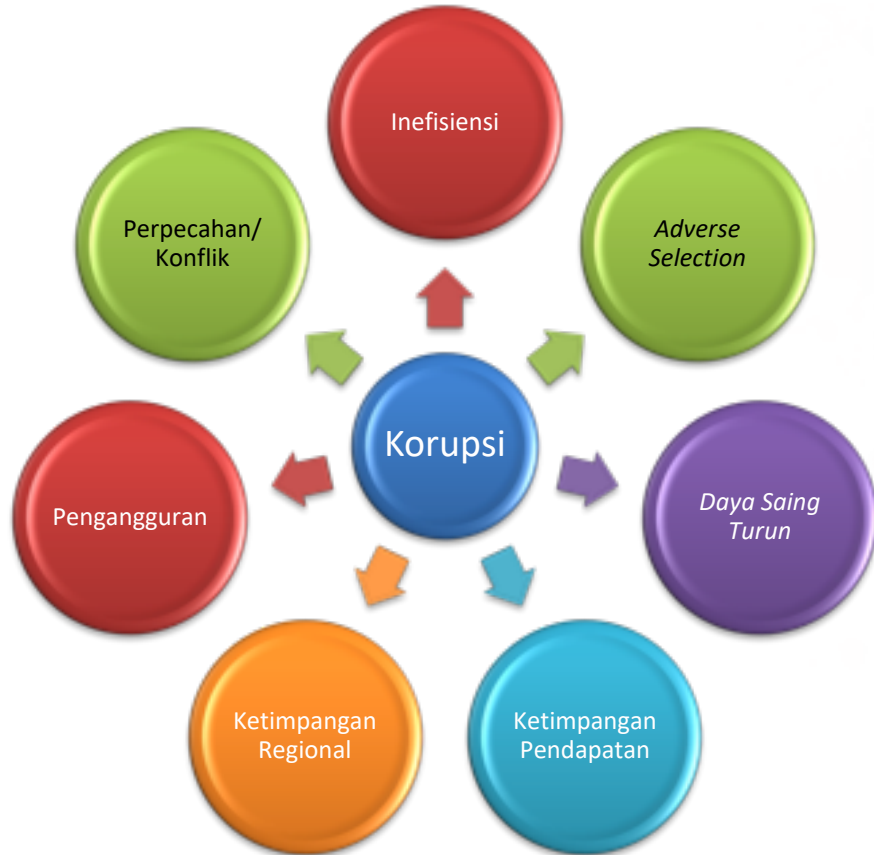 Inefisiensi
Adverse
Selection
Daya Saing
Turun
Ketimpangan
Pendapatan
Ketimpangan
Regional
Pengangguran
Perpecahan/
Konflik
Korupsi